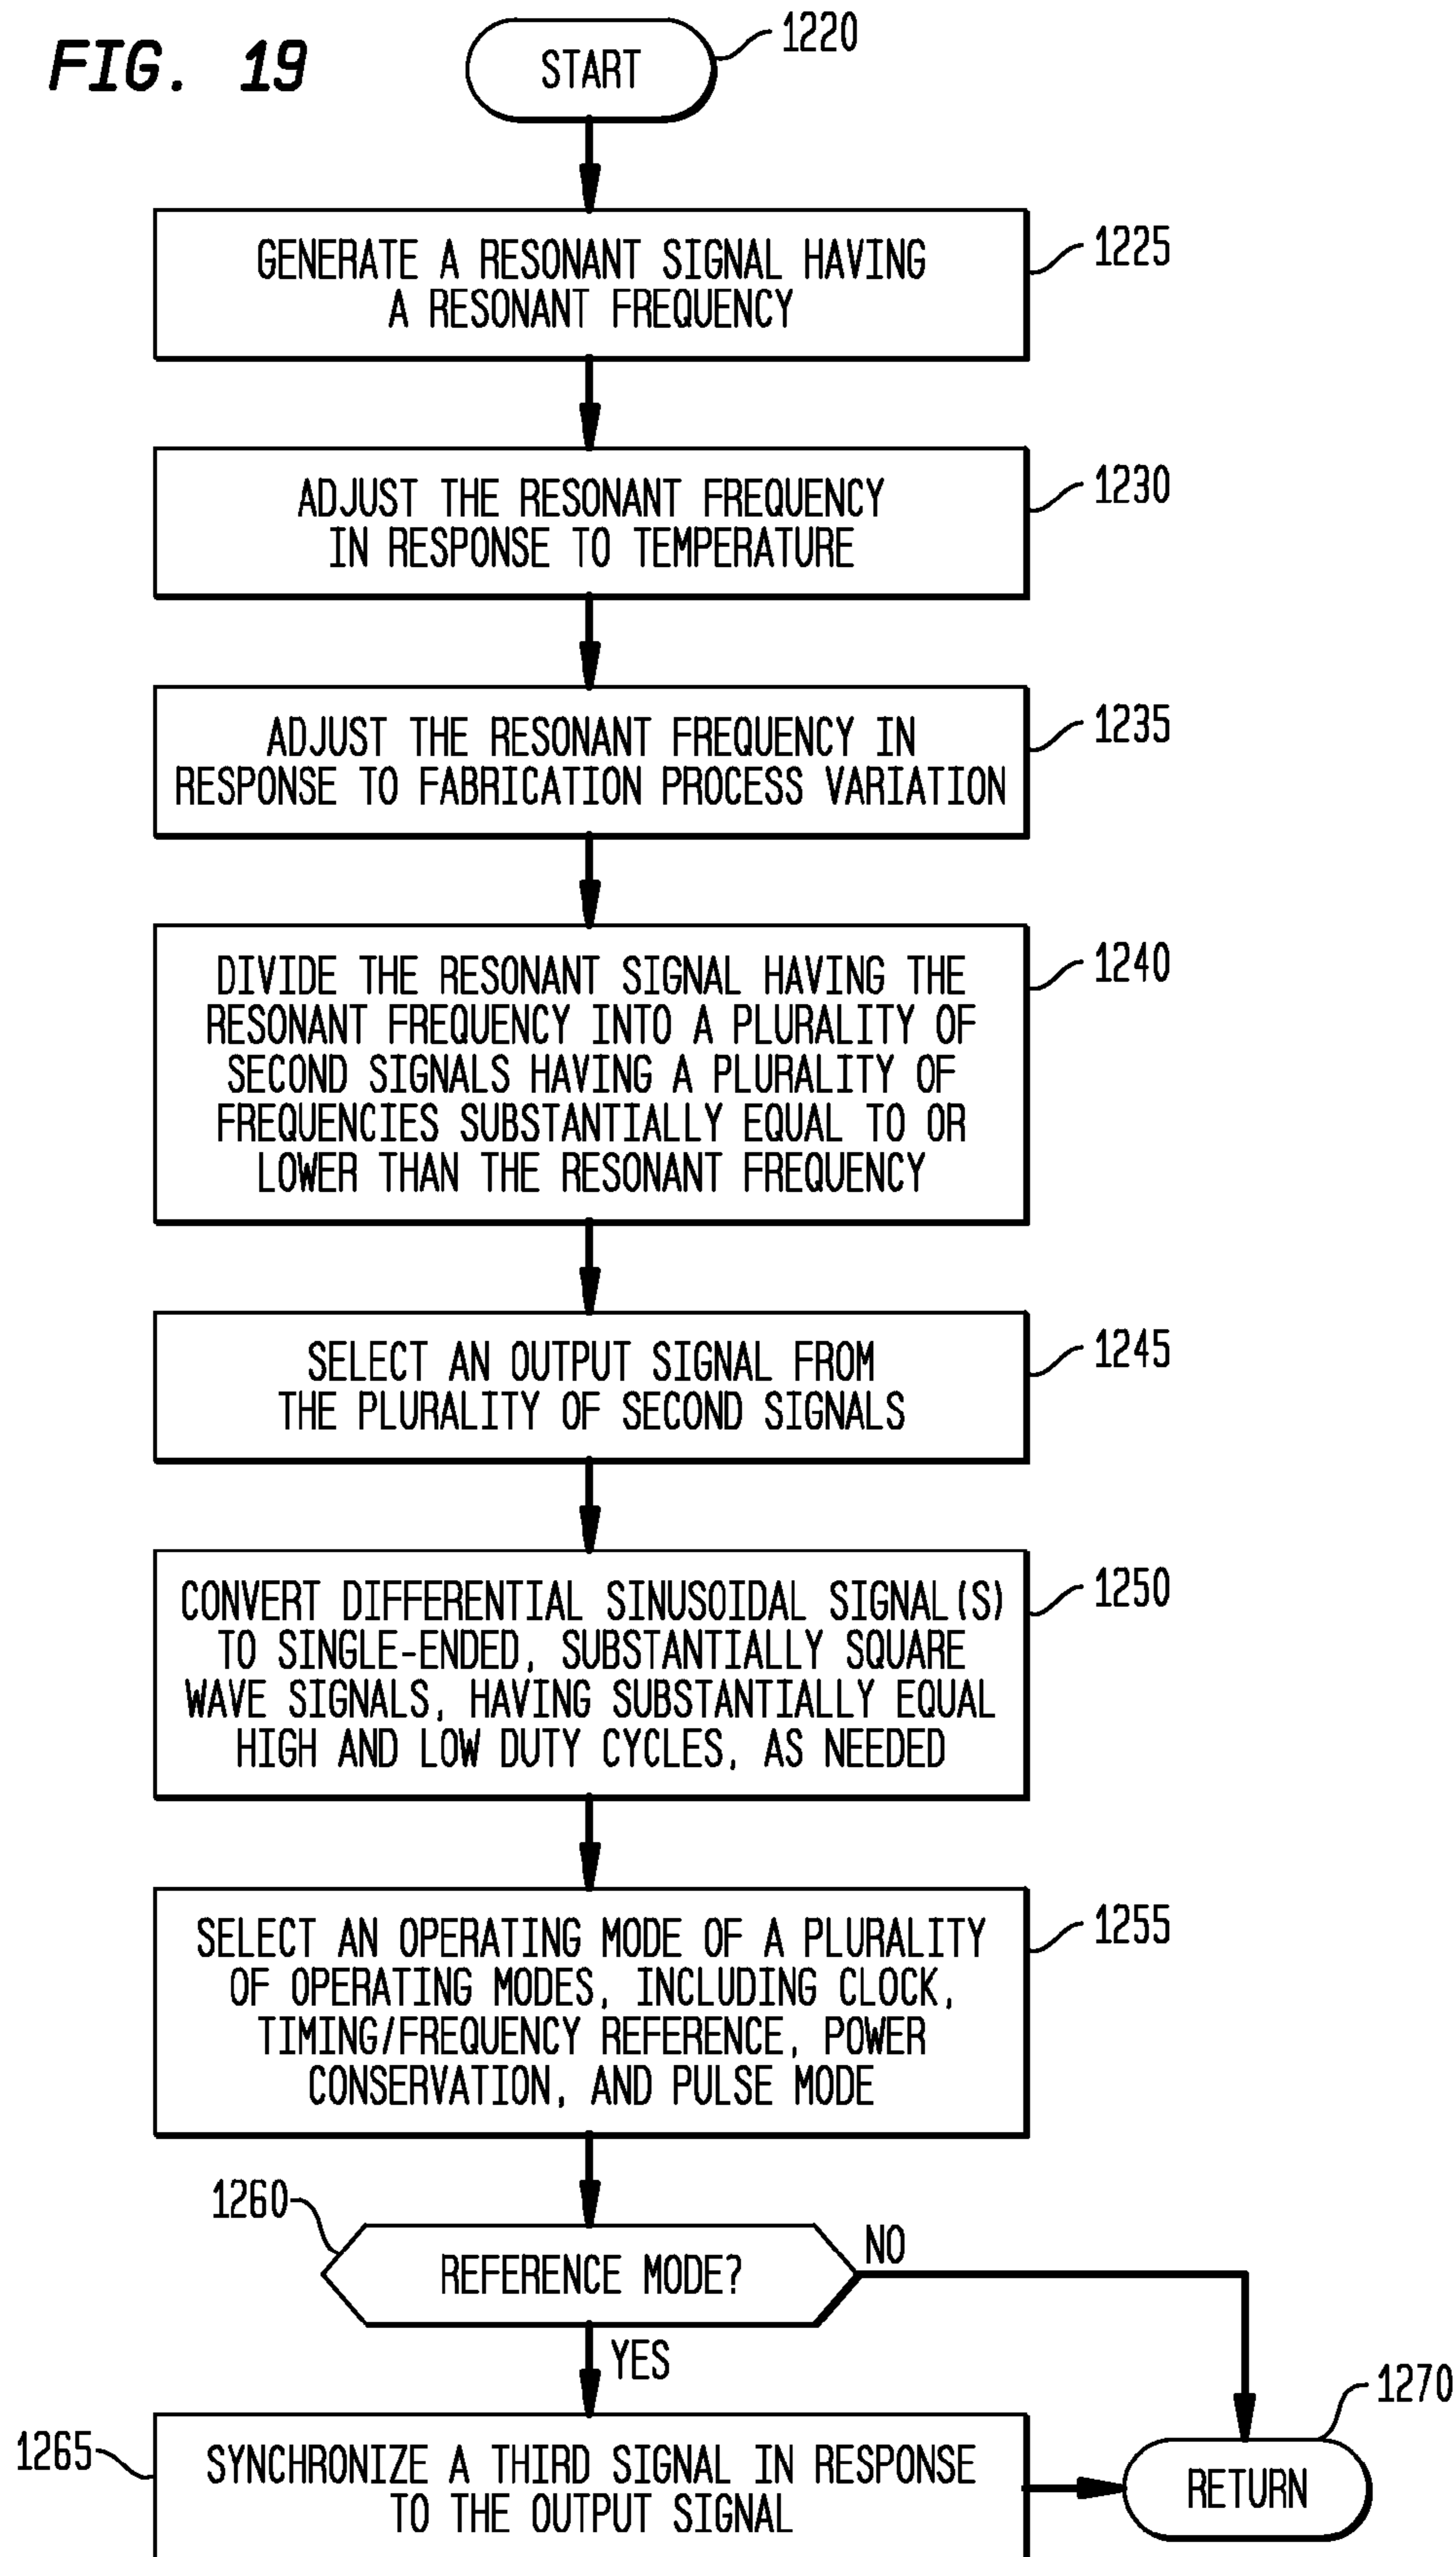 FIG. 19
START
1220
GENERATE A RESONANT SIGNAL HAVING
A RESONANT FREQUENCY
1225
ADJUST THE RESONANT FREQUENCY
IN RESPONSE TO TEMPERATURE
1230
ADJUST THE RESONANT FREQUENCY IN
RESPONSE TO FABRICATION PROCESS VARIATION
1235
DIVIDE THE RESONANT SIGNAL HAVING THE
RESONANT FREQUENCY INTO A PLURALITY OF
SECOND SIGNALS HAVING A PLURALITY OF
FREQUENCIES SUBSTANTIALLY EQUAL TO OR
LOWER THAN THE RESONANT FREQUENCY
1240
SELECT AN OUTPUT SIGNAL FROM
THE PLURALITY OF SECOND SIGNALS
1245
CONVERT DIFFERENTIAL SINUSOIDAL SIGNAL(S)
TO SINGLE-ENDED, SUBSTANTIALLY SQUARE
WAVE SIGNALS, HAVING SUBSTANTIALLY EQUAL
HIGH AND LOW DUTY CYCLES, AS NEEDED
1250
SELECT AN OPERATING MODE OF A PLURALITY
OF OPERATING MODES, INCLUDING CLOCK,
TIMING/FREQUENCY REFERENCE, POWER
CONSERVATION, AND PULSE MODE
1255
1260
REFERENCE MODE?
NO
YES
1265
SYNCHRONIZE A THIRD SIGNAL IN RESPONSE
TO THE OUTPUT SIGNAL
1270
RETURN